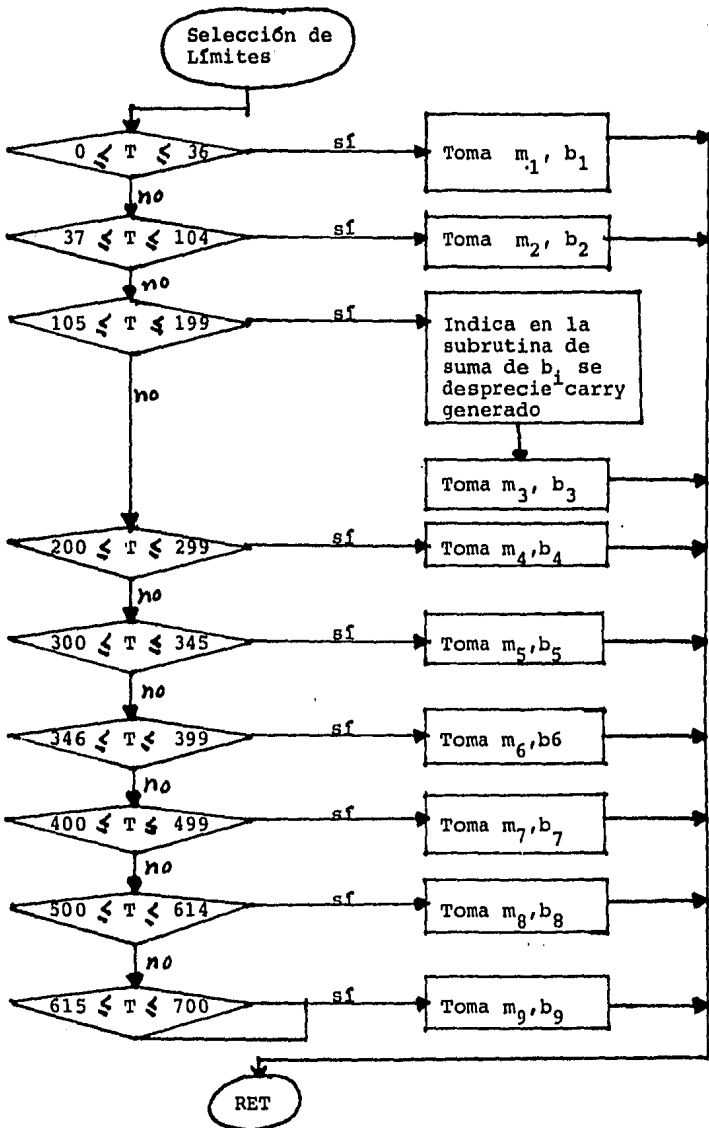 Selección de
Límites
0 ≤ T ≤ 36
sí
Toma m1, b1
no
37 ≤ T ≤ 104
sí
Toma m2, b2
no
105 ≤ T ≤ 199
sí
Indica en la
subrutina de
suma de bi se
desprecie carry
generado
no
Toma m3, b3
200 ≤ T ≤ 299
sí
Toma m4,b4
no
300 ≤ T ≤ 345
sí
Toma m5,b5
no
346 ≤ T ≤ 399
sí
Toma m6,b6
no
400 ≤ T ≤ 499
sí
Toma m7,b7
no
500 ≤ T ≤ 614
sí
Toma m8,b8
no
615 ≤ T ≤ 700
sí
Toma m9,b9
RET